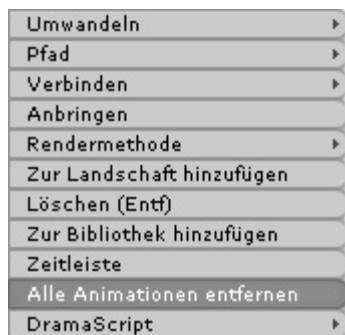 Umwandeln
Pfad
Verbinden
Anbringen
Rendermethode
Zur Landschaft hinzufügen
Löschen (Entf)
Zur Bibliothek hinzufügen
Zeitleiste
Alle Animationen entfernen
DramaScript